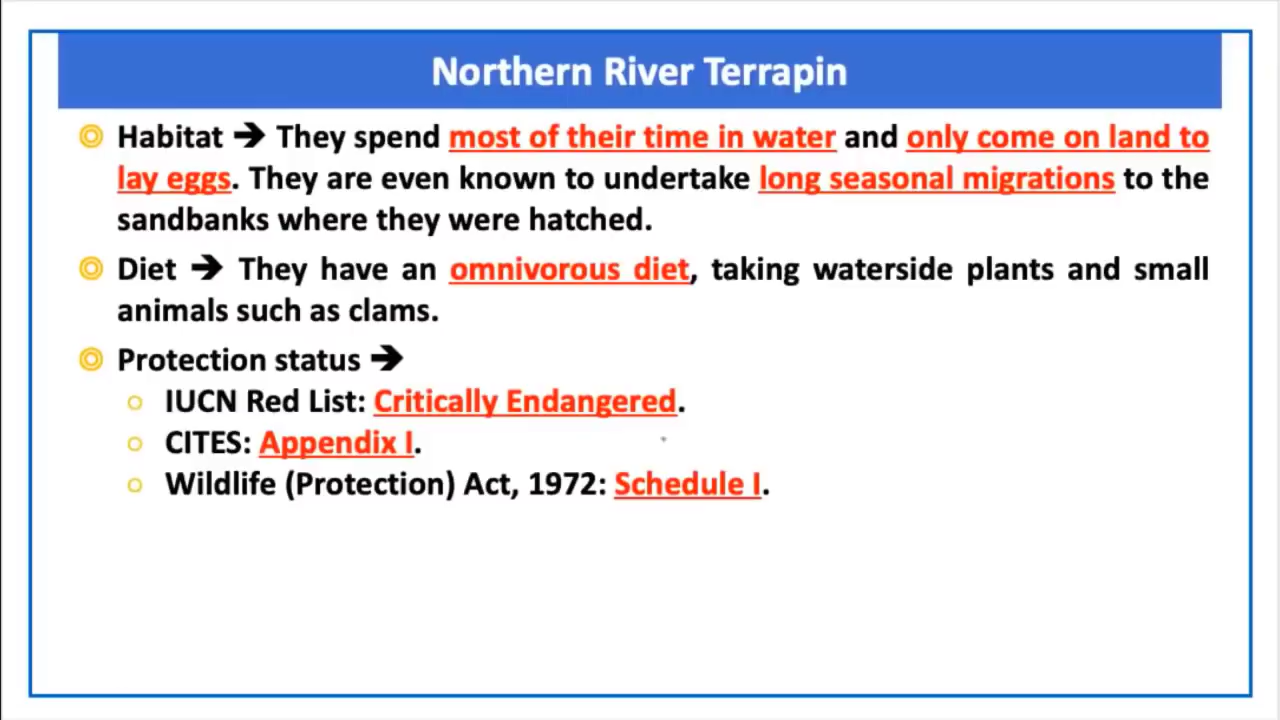 Northern River Terrapin
Habitat ➔ They spend most of their time in water and only come on land to
lay eggs. They are even known to undertake long seasonal migrations to the
sandbanks where they were hatched.
Diet ➔ They have an omnivorous diet, taking waterside plants and small
animals such as clams.
Protection status ➔
IUCN Red List: Critically Endangered.
CITES: Appendix I.
Wildlife (Protection) Act, 1972: Schedule I.